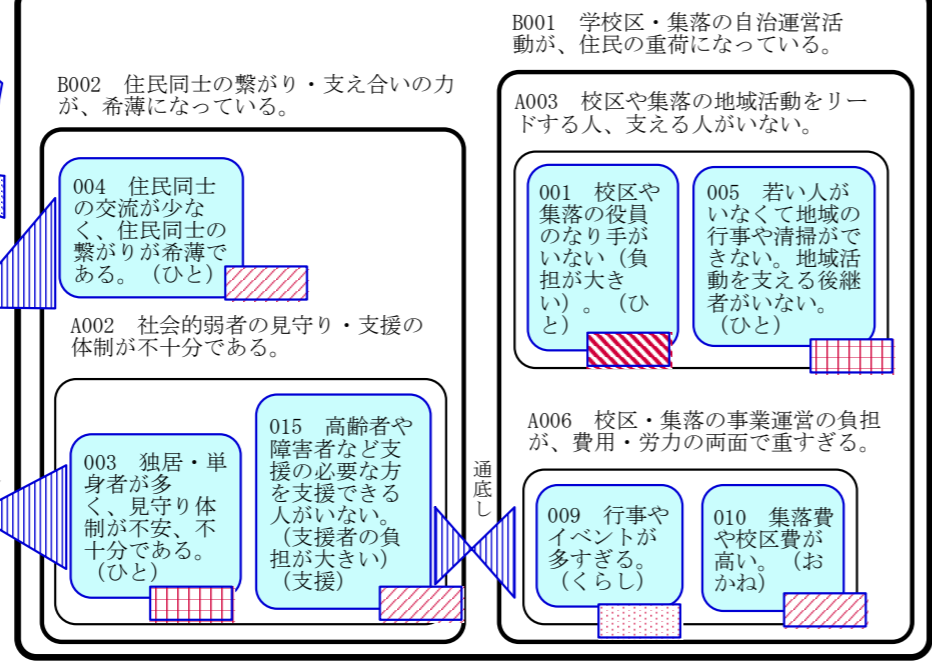 B001　学校区・集落の自治運営活
動が、住民の重荷になっている。
B002　住民同士の繋がり・支え合いの力
が、希薄になっている。
A003　校区や集落の地域活動をリー
ドする人、支える人がいない。
004　住民同士
の交流が少な
く、住民同士の
繋がりが希薄で
ある。（ひと）
001　校区や
集落の役員
のなり手が
いない（負
担が大き
い）。（ひ
と）
005　若い人が
いなくて地域の
行事や清掃がで
きない。地域活
動を支える後継
者がいない。
（ひと）
A002　社会的弱者の見守り・支援の
体制が不十分である。
003　独居・単
身者が多
く、見守り体
制が不安、不
十分である。
（ひと）
015　高齢者や
障害者など支
援の必要な方
を支援できる
人がいない。
（支援者の負
担が大きい）
（支援）
通底し
A006　校区・集落の事業運営の負担
が、費用・労力の両面で重すぎる。
009　行事や
イベントが
多すぎる。
（くらし）
010　集落費
や校区費が
高い。（お
かね）